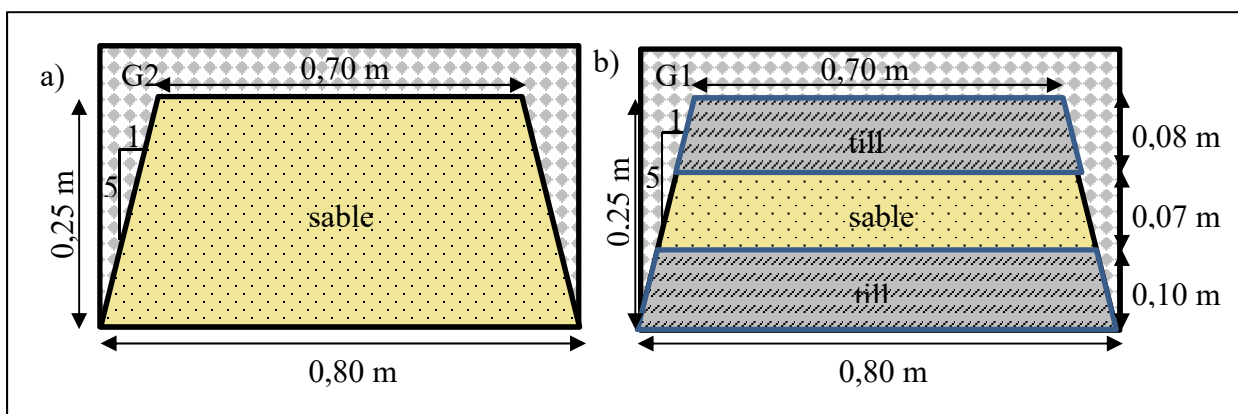 a)
G2
0,70 m
1
5
0,25 m
sable
0,80 m
b)
G1
0,70 m
1
5
0,25 m
till
sable
till
0,08 m
0,07 m
0,10 m
0,80 m